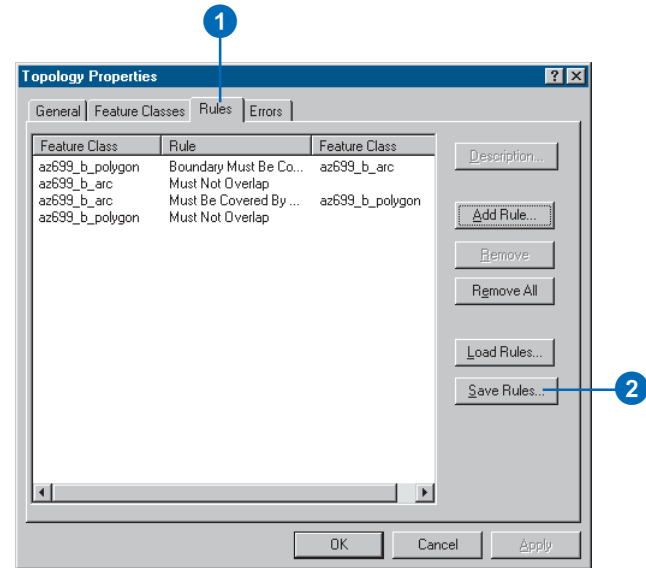 1
Topology Properties
General Feature Classes Rules Errors
Feature Class Rule Feature Class
az699_b_polygon Boundary Must Be Co... az699_b_arc
az699_b_arc Must Not Overlap
az699_b_arc Must Be Covered By ... az699_b_polygon
az699_b_polygon Must Not Overlap
Description...
Add Rule...
Remove
Remove All
Load Rules...
Save Rules... 2
OK Cancel Apply